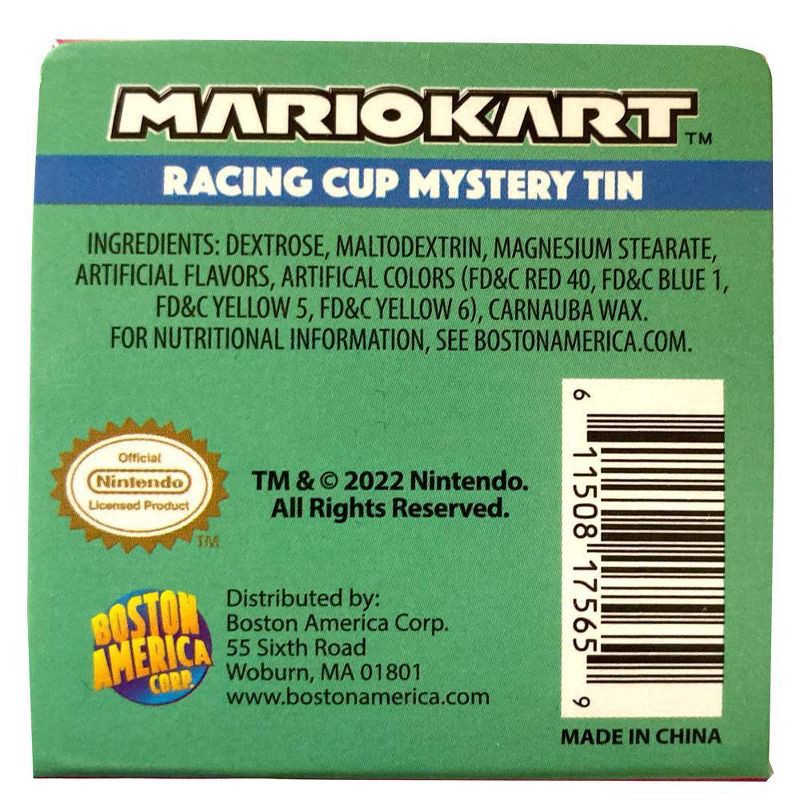 MARIOKART™
RACING CUP MYSTERY TIN
INGREDIENTS: DEXTROSE, MALTODEXTRIN, MAGNESIUM STEARATE,
ARTIFICIAL FLAVORS, ARTIFICAL COLORS (FD&C RED 40, FD&C BLUE 1,
FD&C YELLOW 5, FD&C YELLOW 6), CARNAUBA WAX.
FOR NUTRITIONAL INFORMATION, SEE BOSTONAMERICA.COM.
Official
Nintendo
Licensed Product
TM
TM & © 2022 Nintendo.
All Rights Reserved.
BOSTON
AMERICA
CORP.
Distributed by:
Boston America Corp.
55 Sixth Road
Woburn, MA 01801
www.bostonamerica.com
6 11508 17565 9
MADE IN CHINA